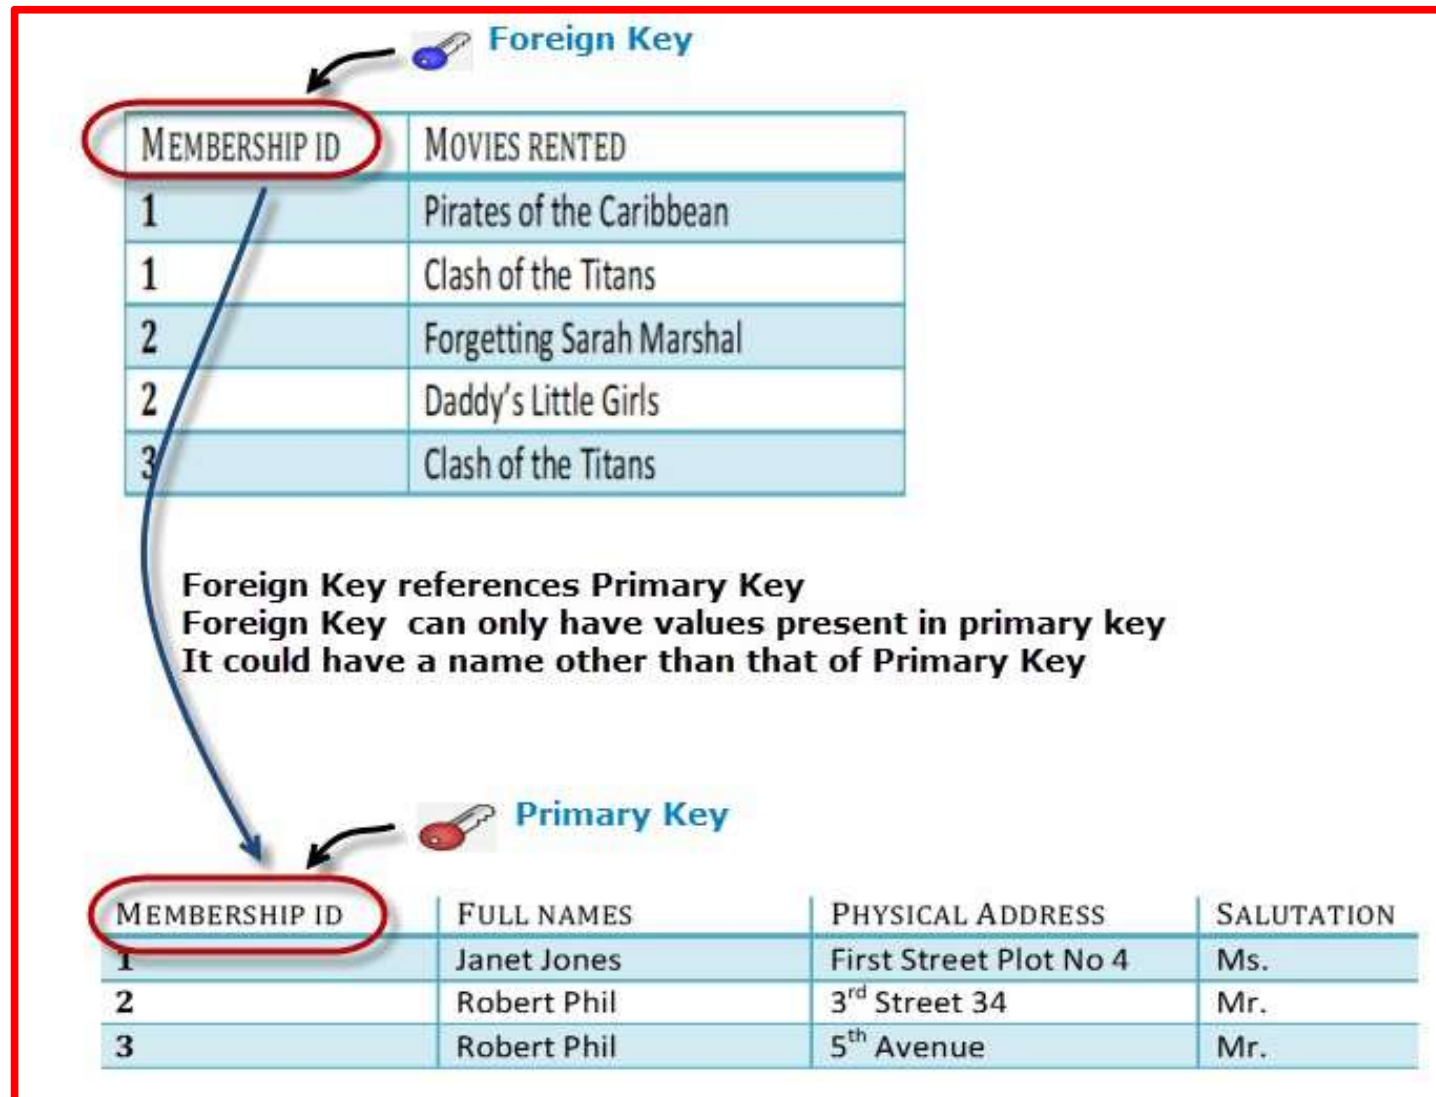 Foreign Key
MEMBERSHIP ID MOVIES RENTED
1 Pirates of the Caribbean
1 Clash of the Titans
2 Forgetting Sarah Marshal
2 Daddy's Little Girls
3 Clash of the Titans
Foreign Key references Primary Key
Foreign Key can only have values present in primary key
It could have a name other than that of Primary Key
Primary Key
MEMBERSHIP ID FULL NAMES PHYSICAL ADDRESS SALUTATION
1 Janet Jones First Street Plot No 4 Ms.
2 Robert Phil 3rd Street 34 Mr.
3 Robert Phil 5th Avenue Mr.